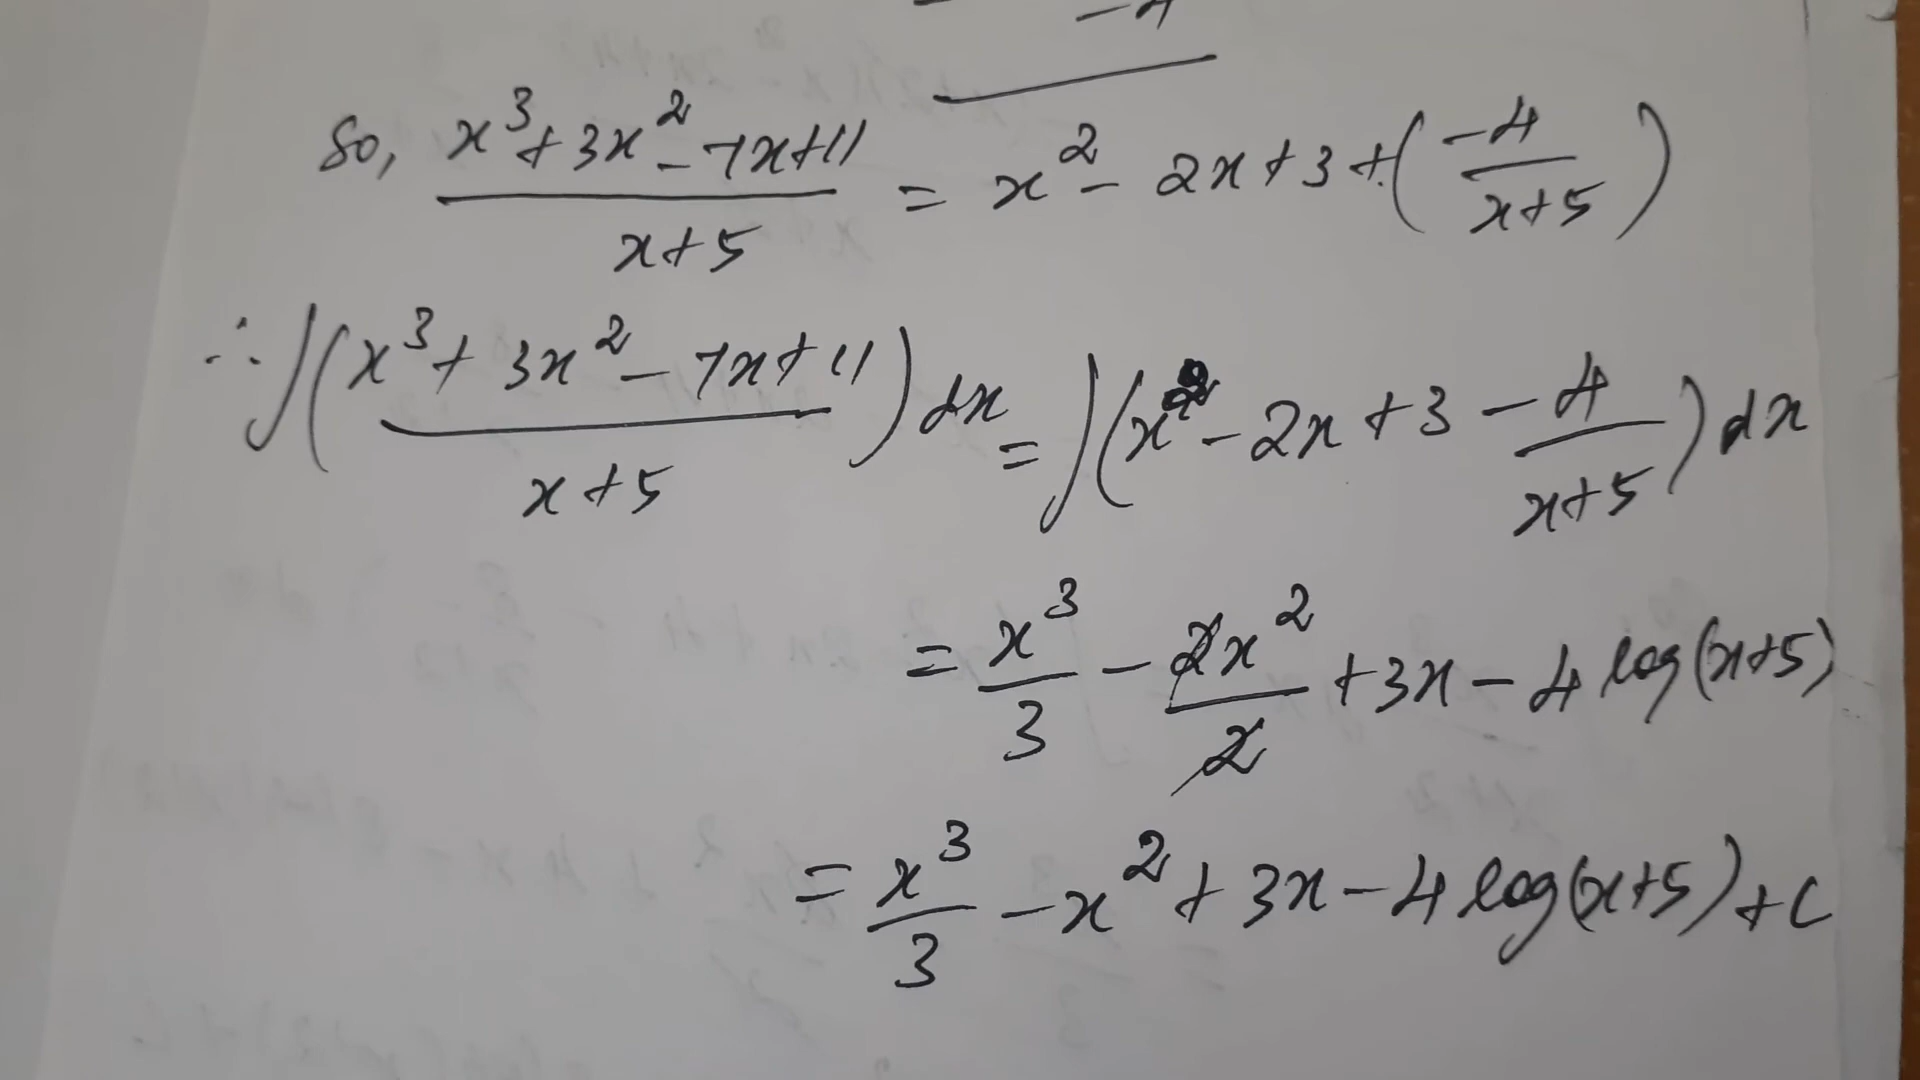 -4
So, x³+3x²-7x+11 / x+5 = x²-2x+3+(-4 / x+5)
∴ ∫(x³+3x²-7x+11 / x+5)dx = ∫(x²-2x+3-4 / x+5)dx
= x³/3 - 2x²/2 + 3x - 4 log(x+5)
= x³/3 - x² + 3x - 4 log(x+5) + C